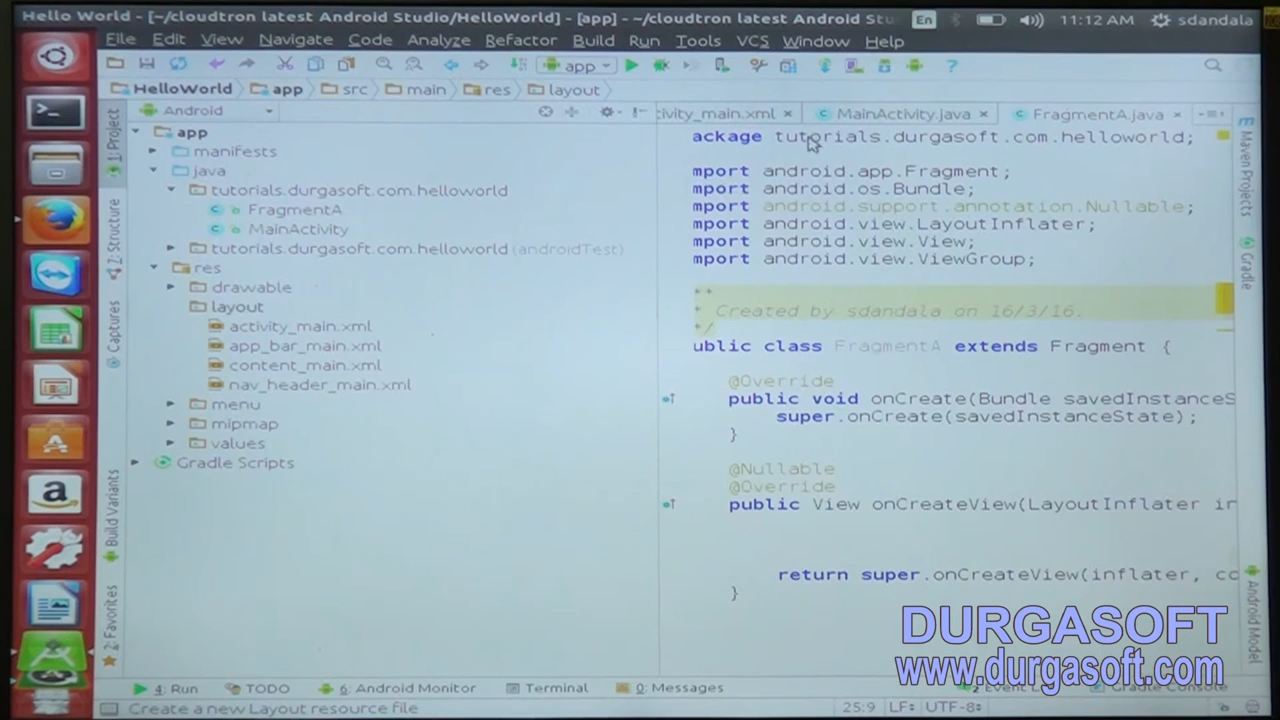 Hello World - [~/cloudtron latest Android Studio/HelloWorld] - [app] - ~/cloudtron latest Android Stu
En
11:12 AM
sdandala
File Edit View Navigate Code Analyze Refactor Build Run Tools VCS Window Help
app
HelloWorld app src main res layout
Android
ivity_main.xml × MainActivity.java × FragmentA.java ×
1: Project
Z: Structure
Captures
Build Variants
2: Favorites
app
manifests
java
tutorials.durgasoft.com.helloworld
FragmentA
MainActivity
tutorials.durgasoft.com.helloworld (androidTest)
res
drawable
layout
activity_main.xml
app_bar_main.xml
content_main.xml
nav_header_main.xml
menu
mipmap
values
Gradle Scripts
ackage tutorials.durgasoft.com.helloworld;
mport android.app.Fragment;
mport android.os.Bundle;
mport android.support.annotation.Nullable;
mport android.view.LayoutInflater;
mport android.view.View;
mport android.view.ViewGroup;
**
* Created by sdandala on 16/3/16.
*/
ublic class FragmentA extends Fragment {
@Override
public void onCreate(Bundle savedInstanceS
super.onCreate(savedInstanceState);
}
@Nullable
@Override
public View onCreateView(LayoutInflater in
return super.onCreateView(inflater, co
}
Maven Projects
Gradle
Android Model
DURGASOFT
www.durgasoft.com
4: Run TODO 6: Android Monitor Terminal 0: Messages
Event L
Gradle Console
Create a new Layout resource file
25:9 LF÷ UTF-8÷